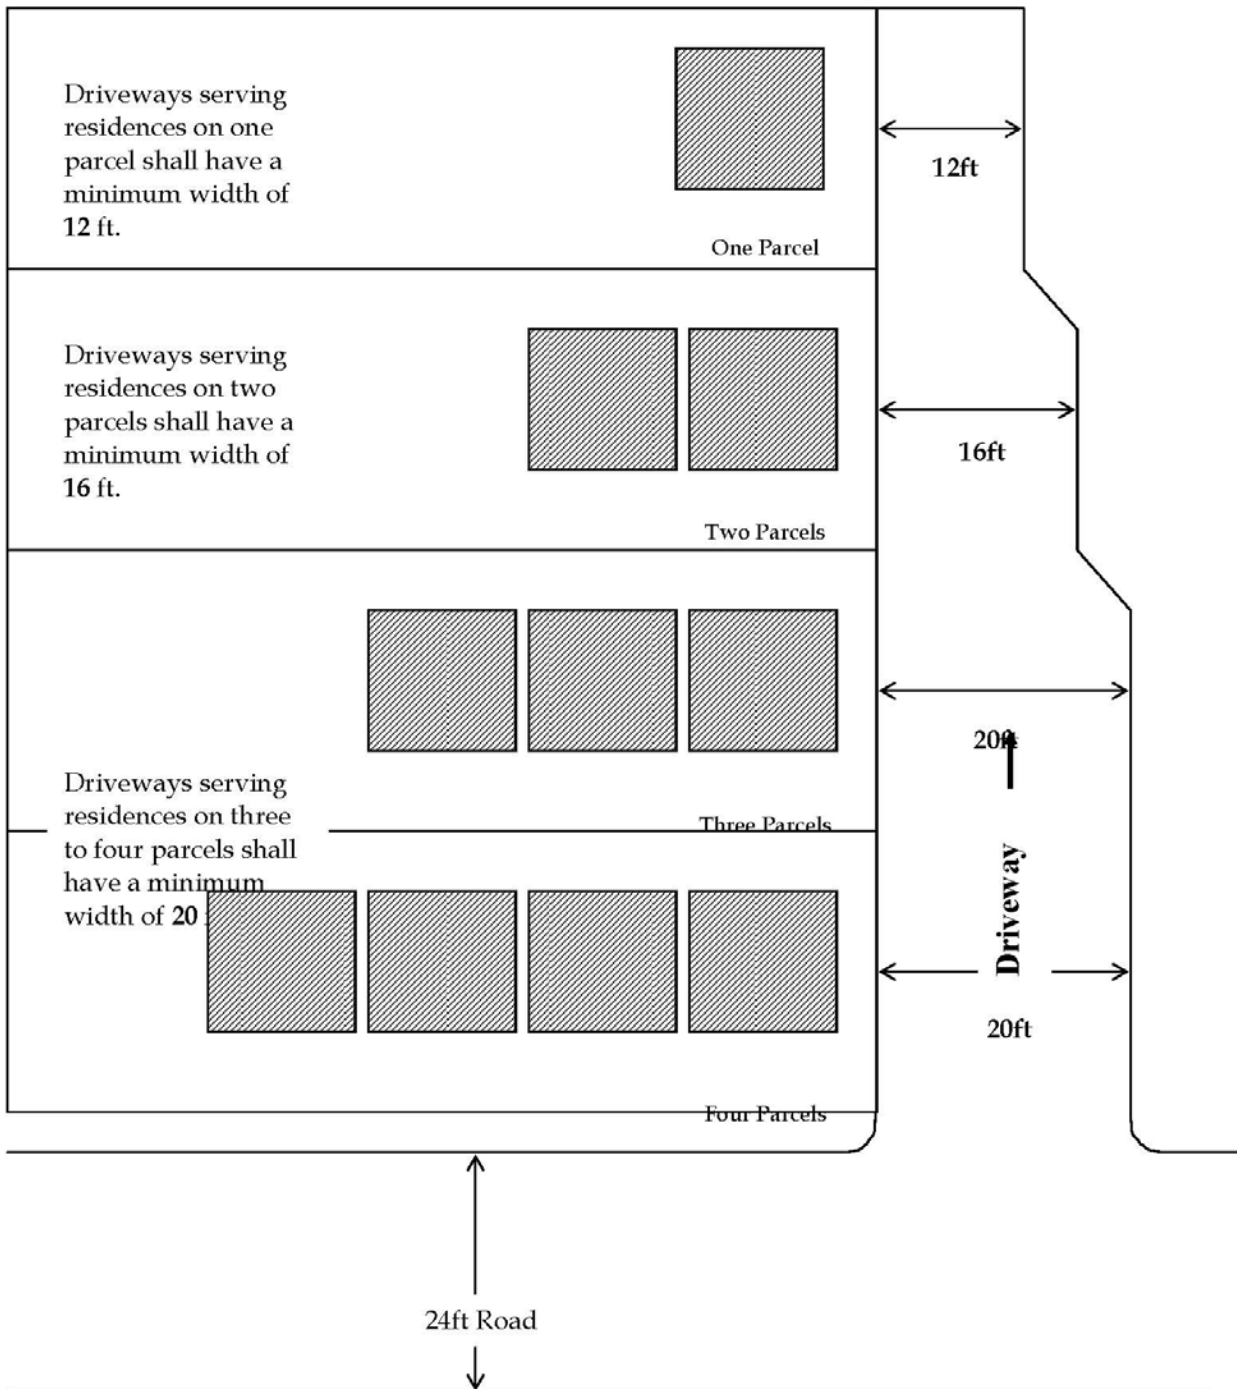 Driveways serving
residences on one
parcel shall have a
minimum width of
12 ft.
12ft
One Parcel
Driveways serving
residences on two
parcels shall have a
minimum width of
16 ft.
16ft
Two Parcels
20ft
Driveways serving
residences on three
to four parcels shall
have a minimum
width of 20
Three Parcels
Driveway
20ft
Four Parcels
24ft Road